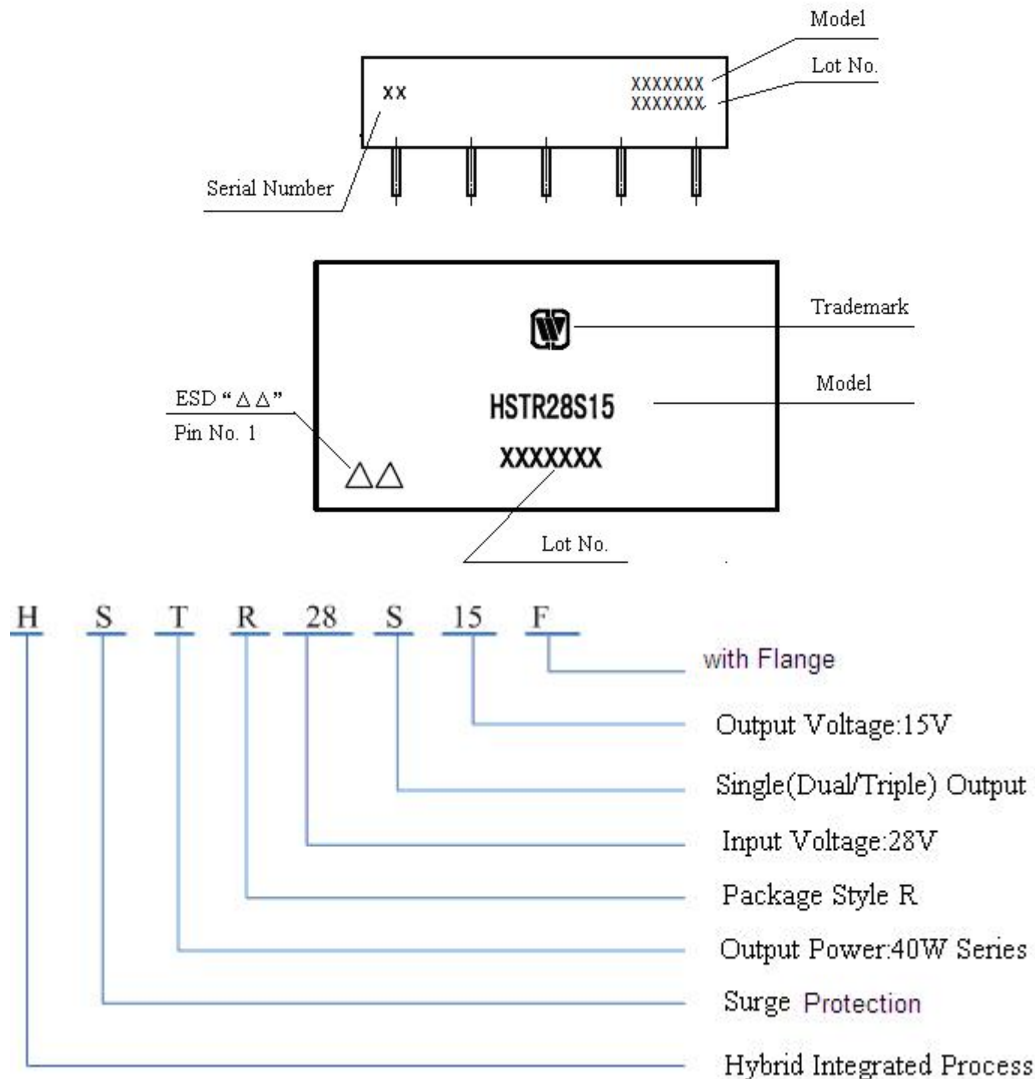 Model
Lot No.
XX
XXXXXXX
XXXXXXX
Serial Number
Trademark
Model
ESD “△△”
Pin No. 1
HSTR28S15
XXXXXXX
△△
Lot No.
H S T R 28 S 15 F
with Flange
Output Voltage:15V
Single(Dual/Triple) Output
Input Voltage:28V
Package Style R
Output Power:40W Series
Surge Protection
Hybrid Integrated Process